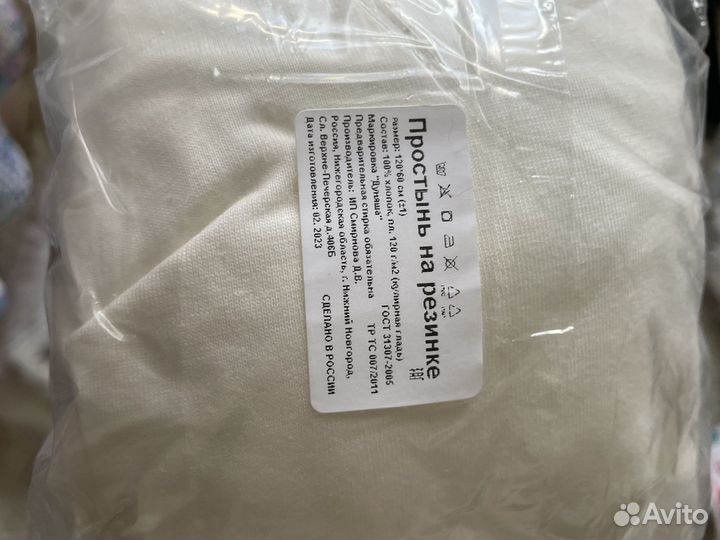 Простынь на резинке
размер: 120*60 см (±1)
Состав: 100% хлопок, пл. 120 г/м2 (кулирная гладь)
Маркировка "Дуняша" ГОСТ 31307-2005
Предварительная стирка обязательна ТР ТС 007/2011
Производитель: ИП Смирнова Д.В.
Россия, Нижегородская область, г. Нижний Новгород,
Сл. Верхне-Печерская д.406Б
Дата изготовления: 02. 2023 СДЕЛАНО В РОССИИ
EAC
Avito